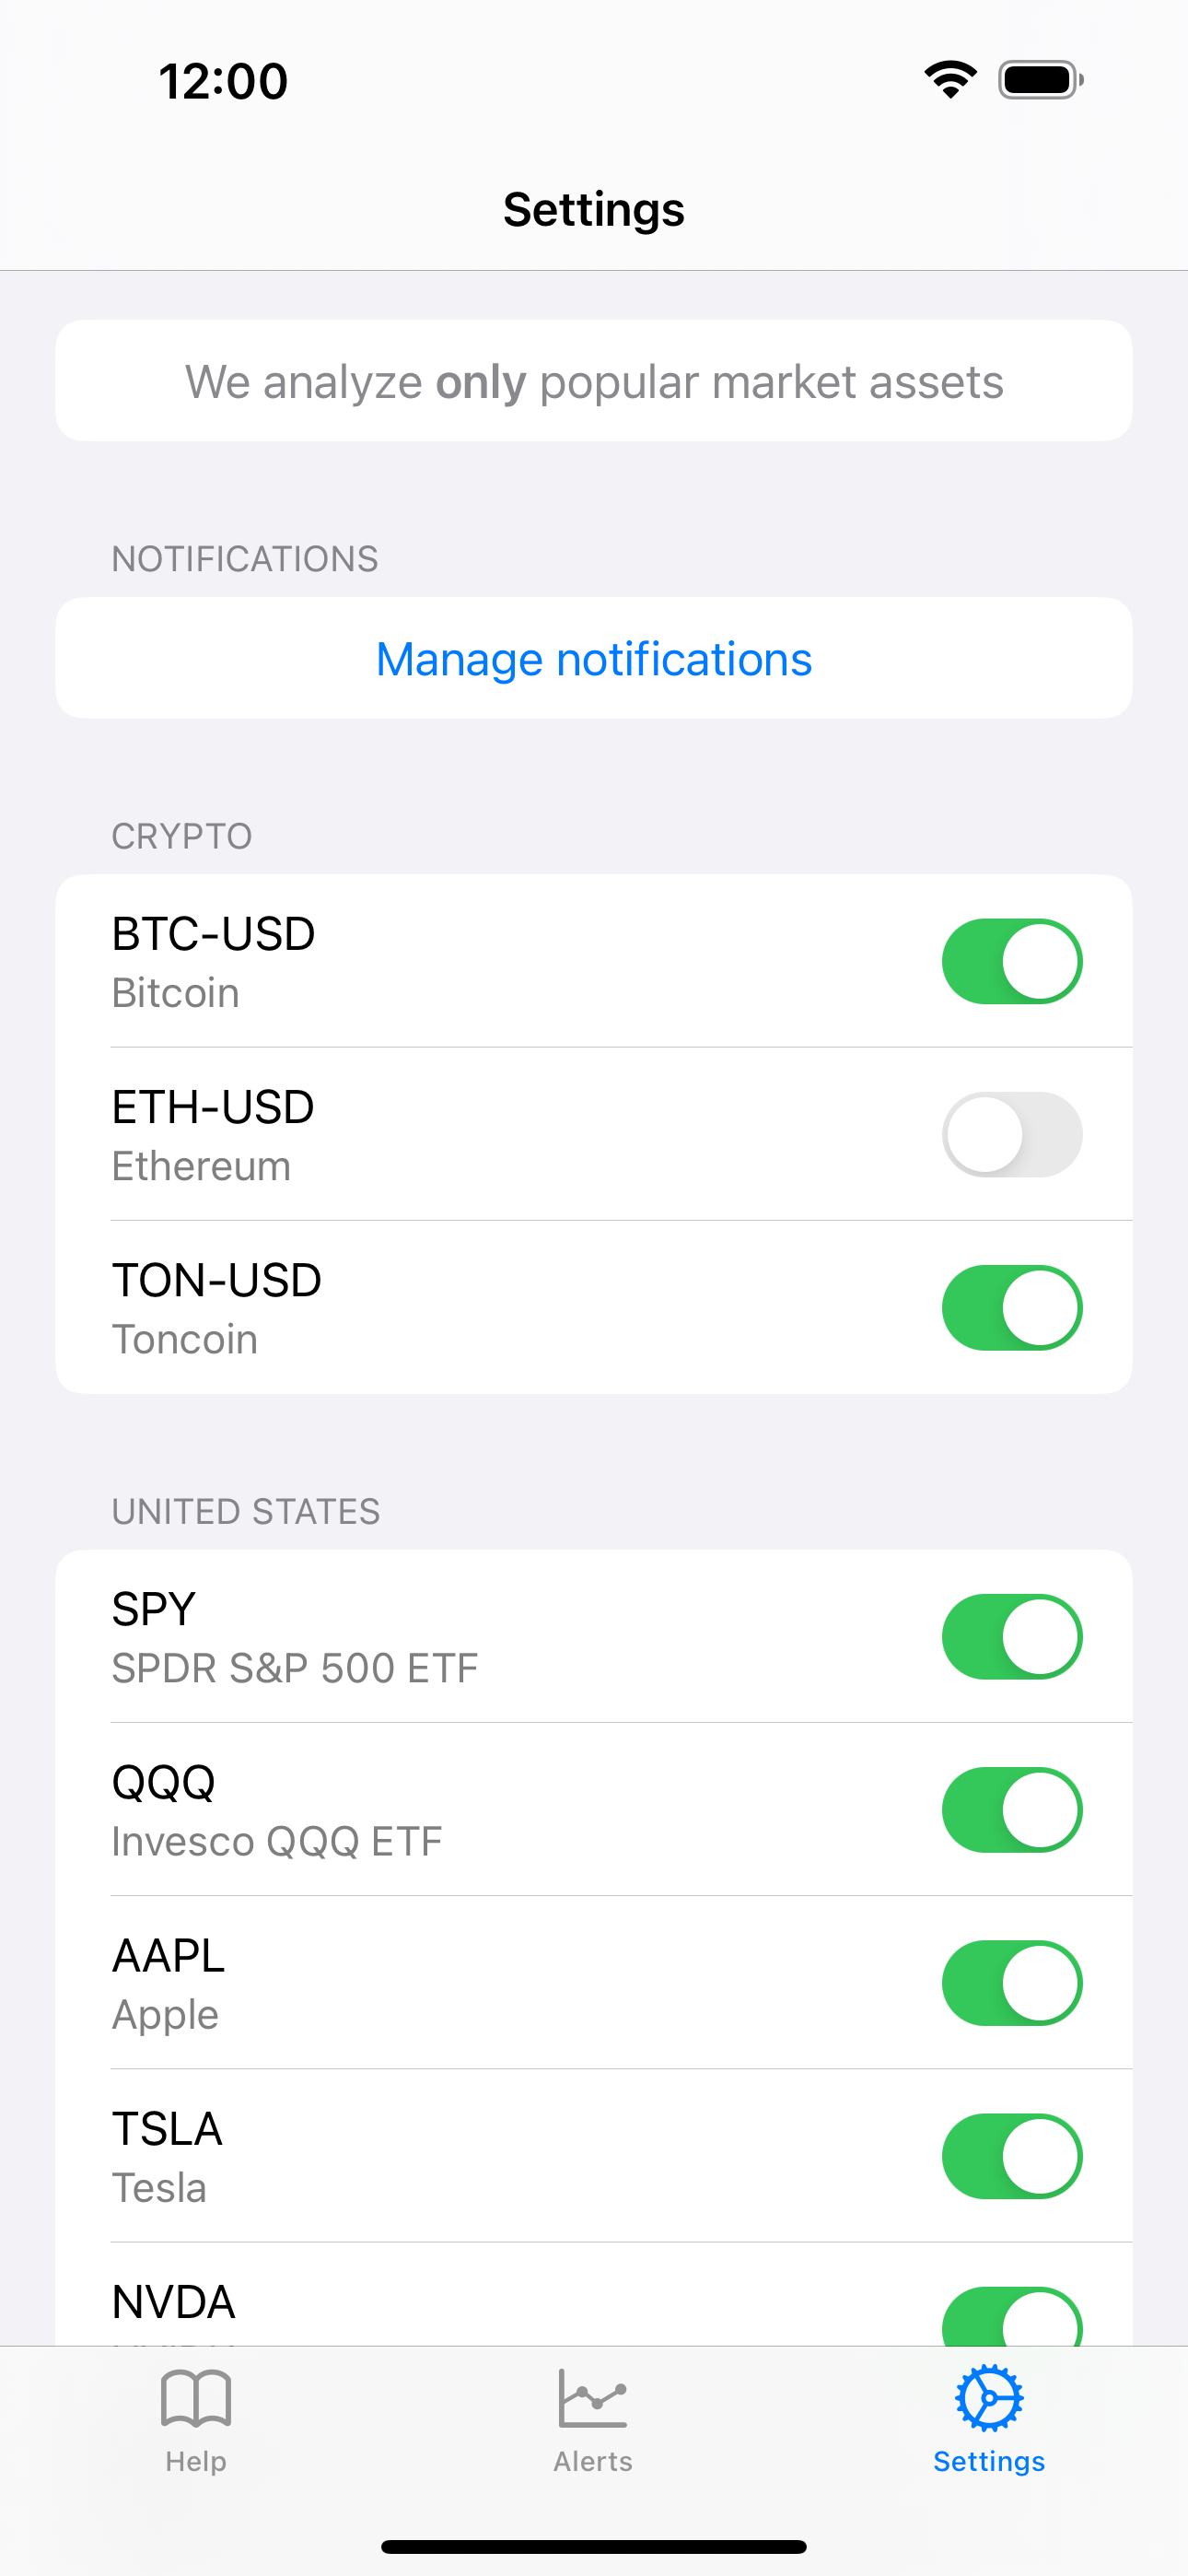 12:00
Settings
We analyze only popular market assets
NOTIFICATIONS
Manage notifications
CRYPTO
BTC-USD
Bitcoin
ETH-USD
Ethereum
TON-USD
Toncoin
UNITED STATES
SPY
SPDR S&P 500 ETF
QQQ
Invesco QQQ ETF
AAPL
Apple
TSLA
Tesla
NVDA
Help
Alerts
Settings